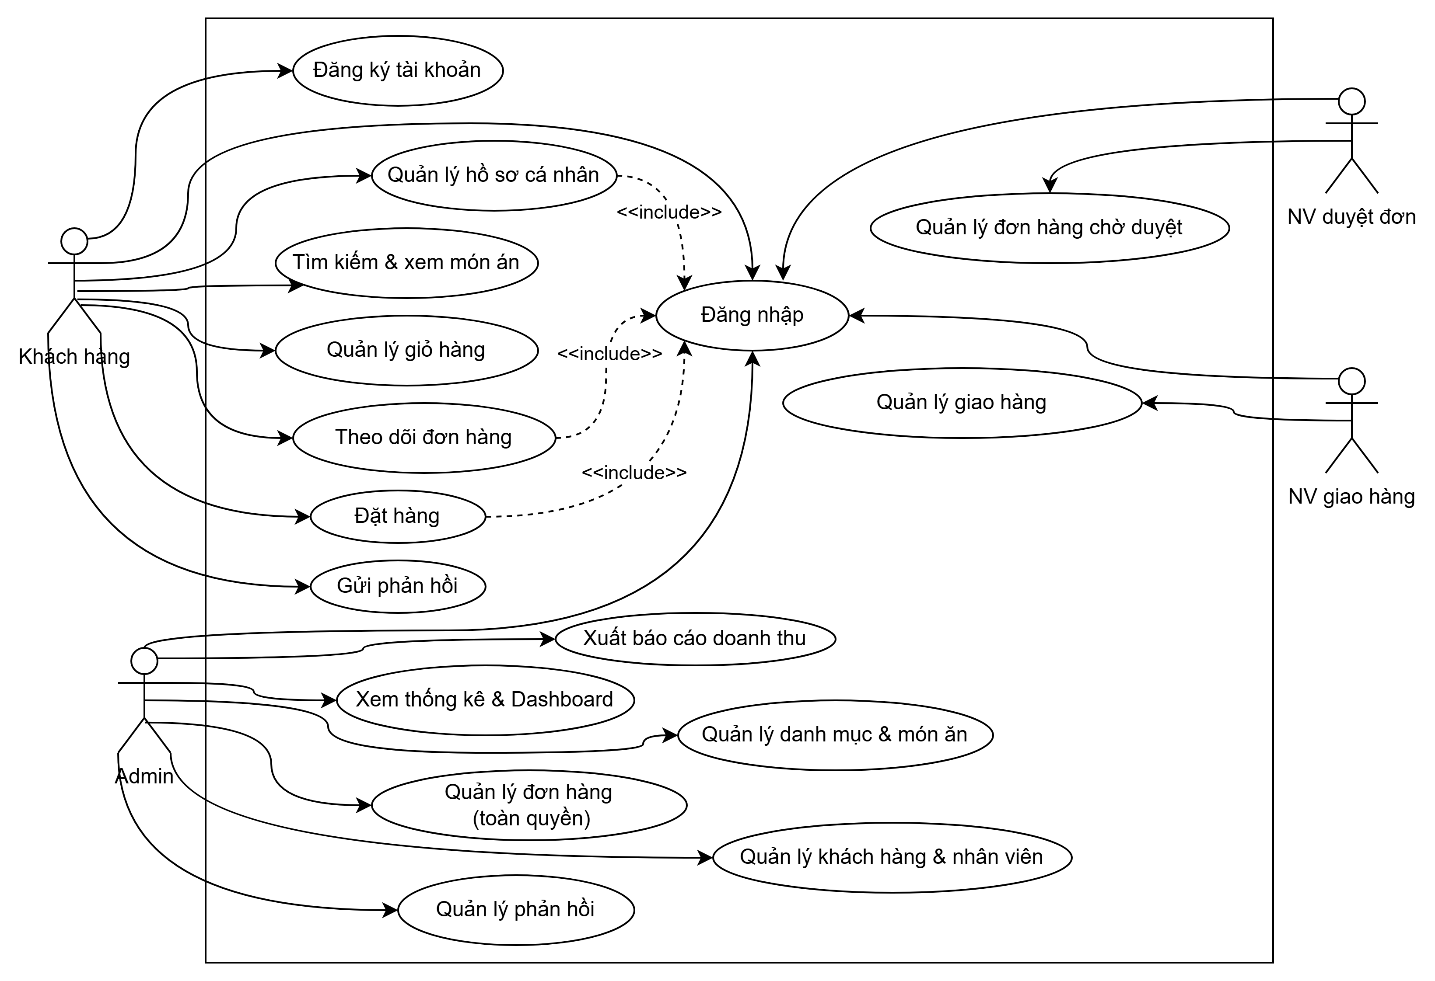 Đăng ký tài khoản
Quản lý hồ sơ cá nhân
<<include>>
NV duyệt đơn
Quản lý đơn hàng chờ duyệt
Tìm kiếm & xem món án
Đăng nhập
Khách hàng
Quản lý giỏ hàng
<<include>>
Quản lý giao hàng
Theo dõi đơn hàng
<<include>>
NV giao hàng
Đặt hàng
Gửi phản hồi
Xuất báo cáo doanh thu
Xem thống kê & Dashboard
Quản lý danh mục & món ăn
Admin
Quản lý đơn hàng
(toàn quyền)
Quản lý khách hàng & nhân viên
Quản lý phản hồi